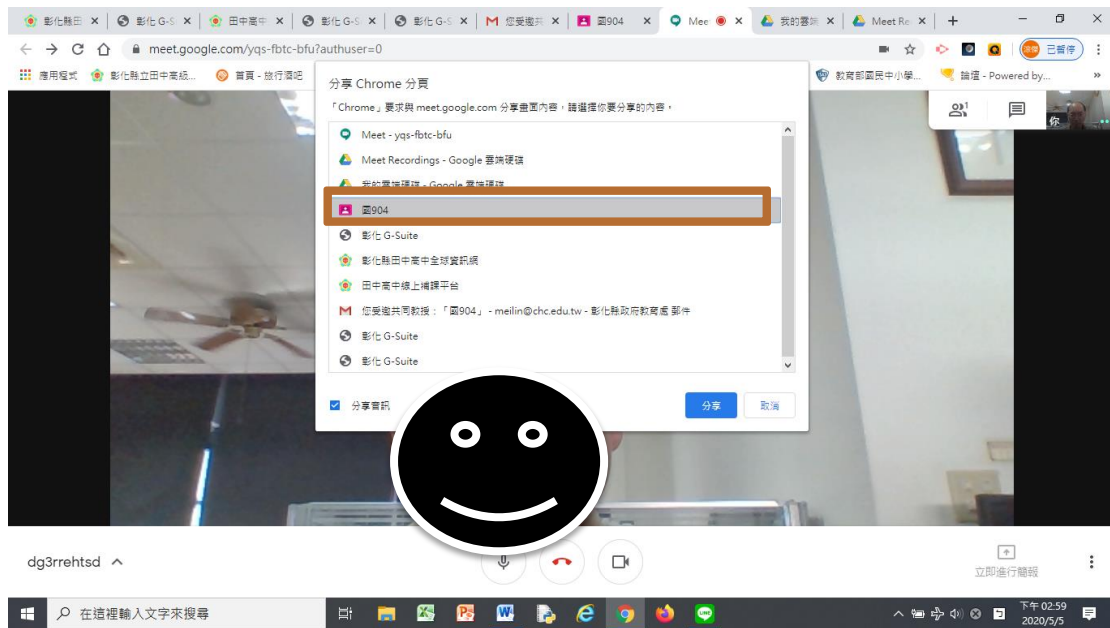 彰化縣田
彰化 G-S
田中高中
彰化 G-S
彰化 G-S
您受邀共
國904
Mee
我的雲端
Meet Re
meet.google.com/yqs-fbtc-bfu?authuser=0
已暫停
應用程式
彰化縣立田中高級...
首頁 - 旅行酒吧
教育部國民中小學...
論壇 - Powered by...
»
分享 Chrome 分頁
「Chrome」要求與 meet.google.com 分享畫面內容,請選擇你要分享的內容。
Meet - yqs-fbtc-bfu
Meet Recordings - Google 雲端硬碟
我的雲端硬碟 - Google 雲端硬碟
國904
彰化 G-Suite
彰化縣田中高中全球資訊網
田中高中線上補課平台
您受邀共同教授:「國904」 - meilin@chc.edu.tw - 彰化縣政府教育處 郵件
彰化 G-Suite
彰化 G-Suite
分享音訊
分享
取消
1
你
dg3rrehtsd
立即進行簡報
在這裡輸入文字來搜尋
下午 02:59
2020/5/5